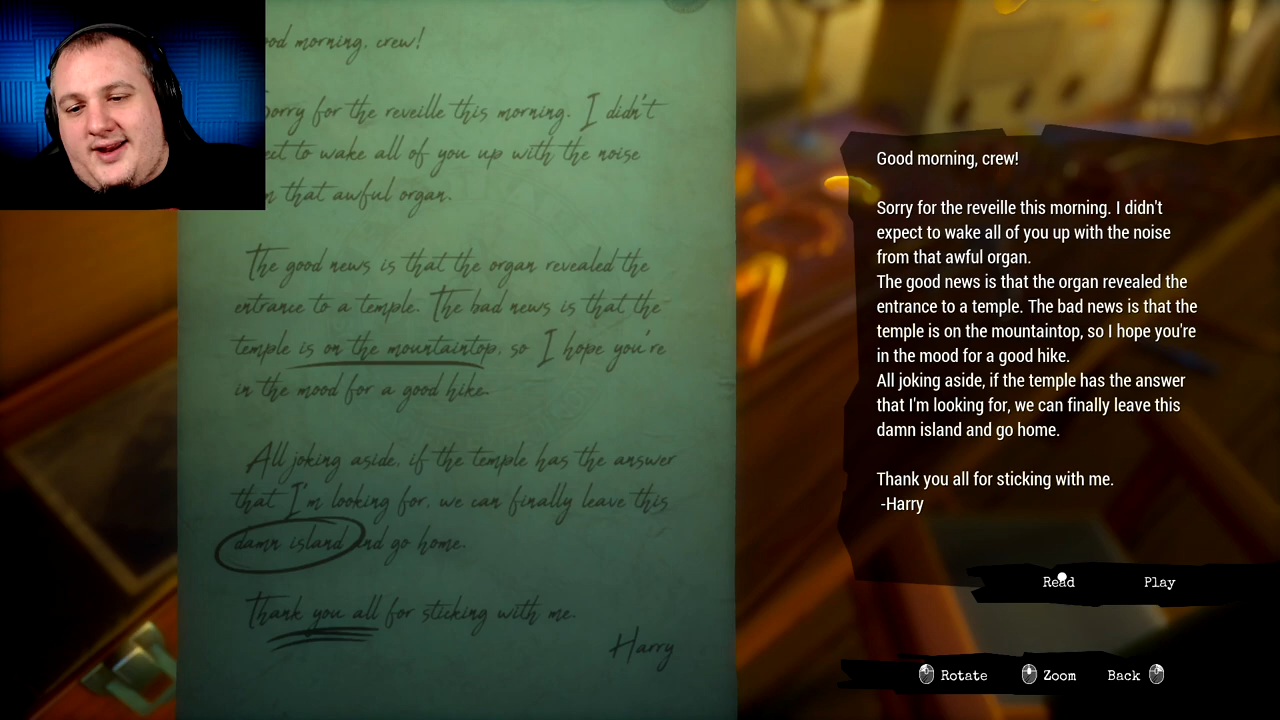 od morning, crew!
orry for the reveille this morning. I didn't
ect to wake all of you up with the noise
m that awful organ.
The good news is that the organ revealed the
entrance to a temple. The bad news is that the
temple is on the mountaintop, so I hope you're
in the mood for a good hike.
All joking aside, if the temple has the answer
that I'm looking for, we can finally leave this
damn island and go home.
Thank you all for sticking with me.
Harry
Good morning, crew!
Sorry for the reveille this morning. I didn't
expect to wake all of you up with the noise
from that awful organ.
The good news is that the organ revealed the
entrance to a temple. The bad news is that the
temple is on the mountaintop, so I hope you're
in the mood for a good hike.
All joking aside, if the temple has the answer
that I'm looking for, we can finally leave this
damn island and go home.
Thank you all for sticking with me.
-Harry
Read Play
Rotate Zoom Back